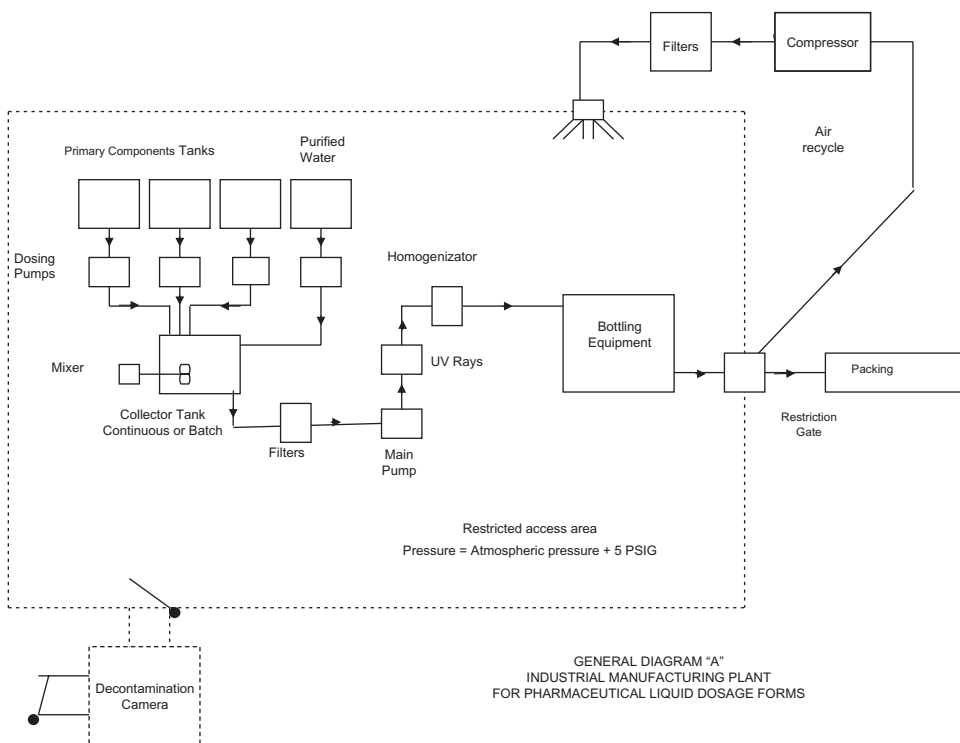 Filters
Compressor
Air
recycle
Primary Components Tanks
Purified
Water
Dosing
Pumps
Homogenizator
Bottling
Equipment
Mixer
UV Rays
Packing
Collector Tank
Continuous or Batch
Filters
Main
Pump
Restriction
Gate
Restricted access area
Pressure = Atmospheric pressure + 5 PSIG
Decontamination
Camera
GENERAL DIAGRAM “A”
INDUSTRIAL MANUFACTURING PLANT
FOR PHARMACEUTICAL LIQUID DOSAGE FORMS